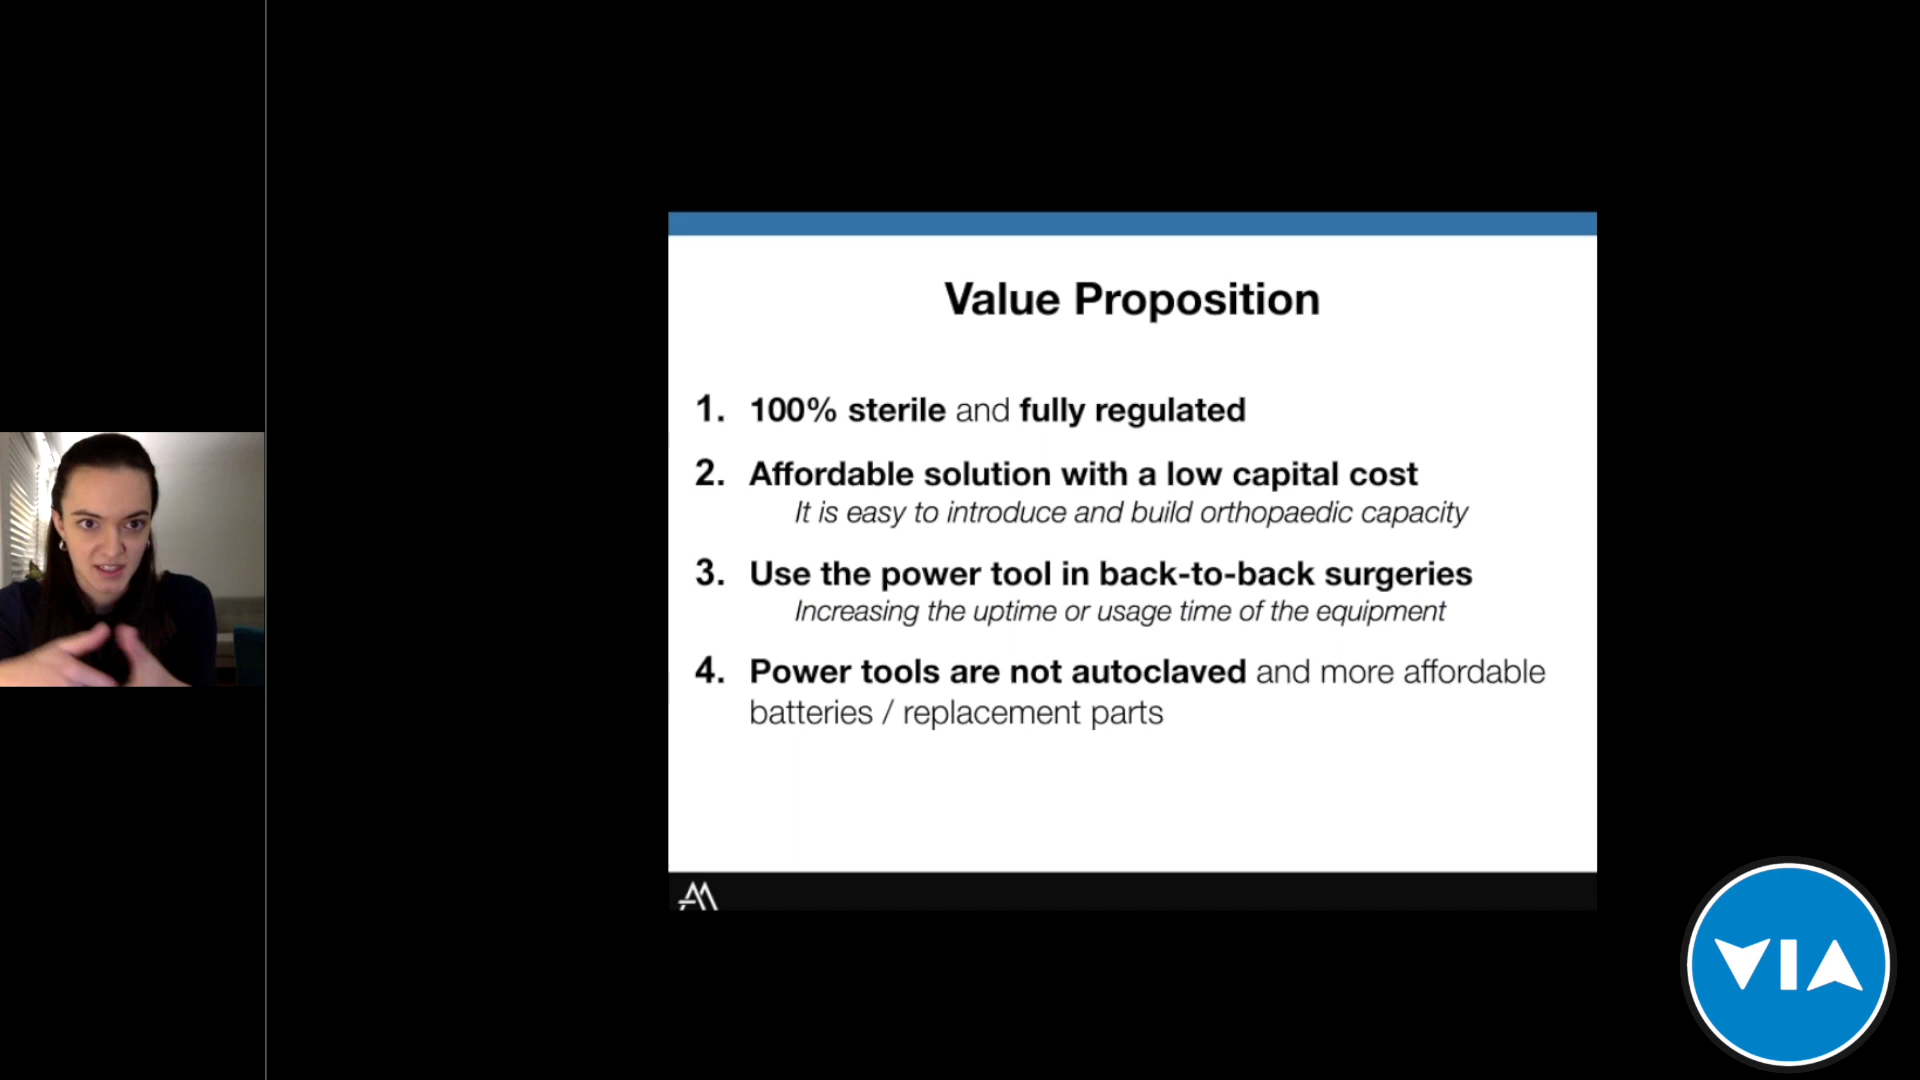 Value Proposition
1. 100% sterile and fully regulated
2. Affordable solution with a low capital cost
It is easy to introduce and build orthopaedic capacity
3. Use the power tool in back-to-back surgeries
Increasing the uptime or usage time of the equipment
4. Power tools are not autoclaved and more affordable
batteries / replacement parts
VIA